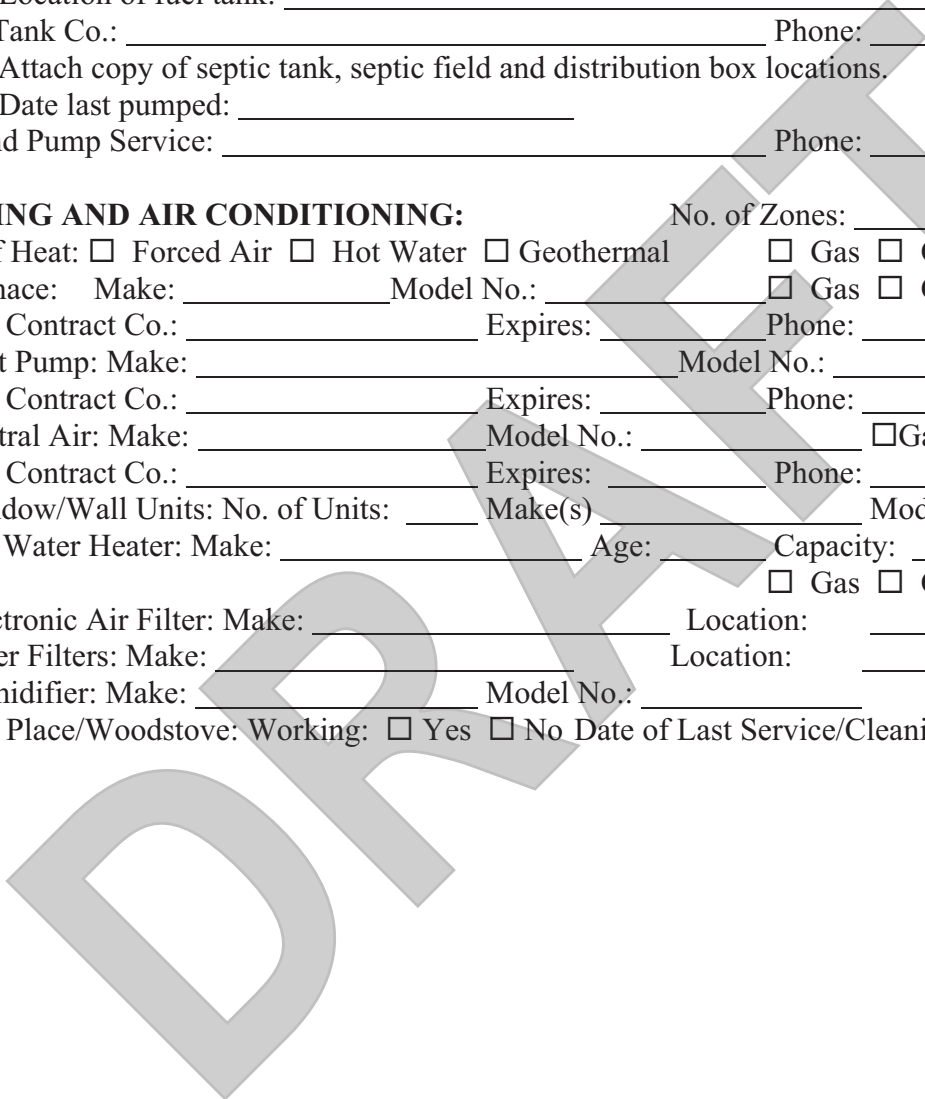 Location of fuel tank:
Tank Co.: Phone:
Attach copy of septic tank, septic field and distribution box locations.
Date last pumped:
nd Pump Service: Phone:
ING AND AIR CONDITIONING: No. of Zones:
f Heat: ☐ Forced Air ☐ Hot Water ☐ Geothermal ☐ Gas ☐
nace: Make: Model No.: ☐ Gas ☐
Contract Co.: Expires: Phone:
t Pump: Make: Model No.:
Contract Co.: Expires: Phone:
tral Air: Make: Model No.: ☐Ga
Contract Co.: Expires: Phone:
dow/Wall Units: No. of Units: Make(s) Mod
Water Heater: Make: Age: Capacity:
☐ Gas ☐
ctronic Air Filter: Make: Location:
er Filters: Make: Location:
midifier: Make: Model No.:
Place/Woodstove: Working: ☐ Yes ☐ No Date of Last Service/Cleani
DRAFT